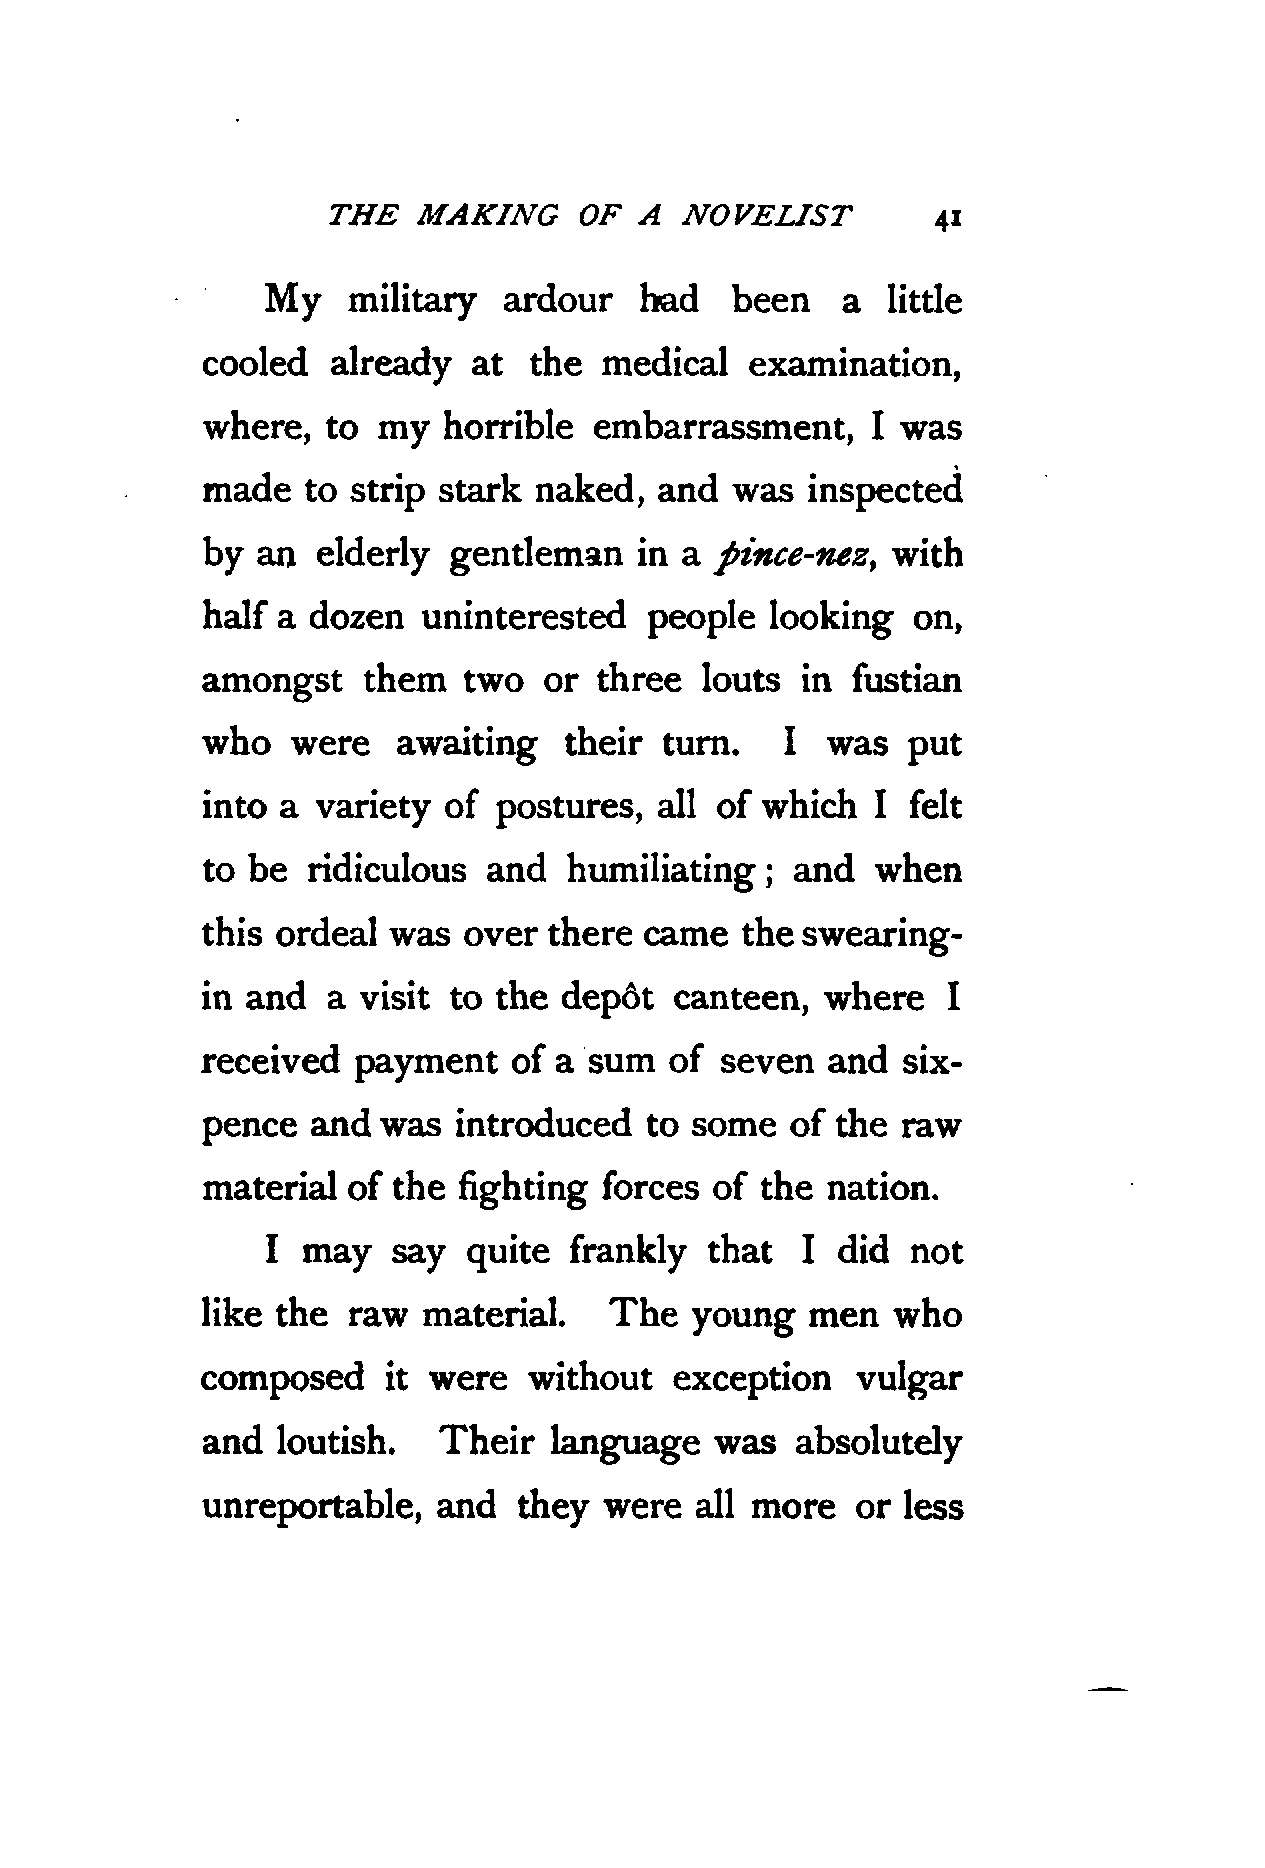 THE MAKING OF A NOVELIST 41
My military ardour had been a little
cooled already at the medical examination,
where, to my horrible embarrassment, I was
made to strip stark naked, and was inspected
by an elderly gentleman in a pince-nez, with
half a dozen uninterested people looking on,
amongst them two or three louts in fustian
who were awaiting their turn. I was put
into a variety of postures, all of which I felt
to be ridiculous and humiliating; and when
this ordeal was over there came the swearing-
in and a visit to the depôt canteen, where I
received payment of a sum of seven and six-
pence and was introduced to some of the raw
material of the fighting forces of the nation.
I may say quite frankly that I did not
like the raw material. The young men who
composed it were without exception vulgar
and loutish. Their language was absolutely
unreportable, and they were all more or less